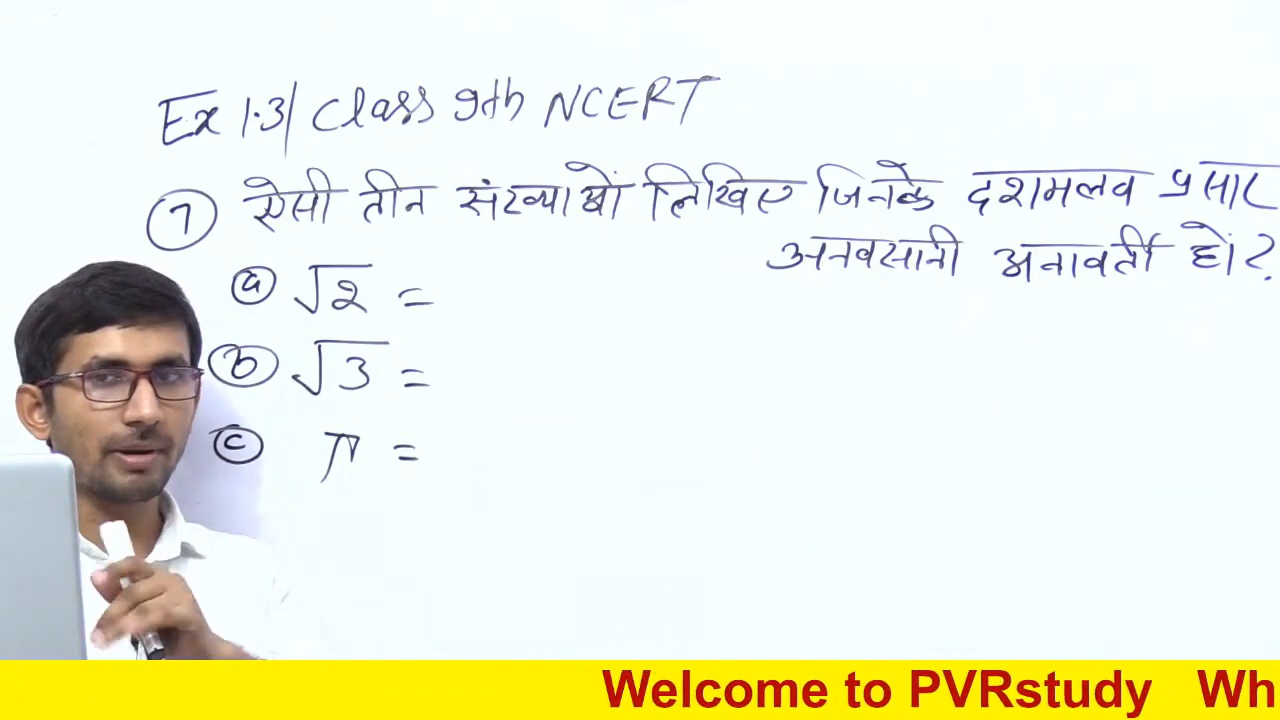 Ex 1.3/ Class 9th NCERT
7 ऐसी तीन संख्याओं लिखिए जिनके दशमलव प्रसार
अनवसानी अनावर्ती हों?
a √2 =
b √3 =
c π =
Welcome to PVRstudy Wh